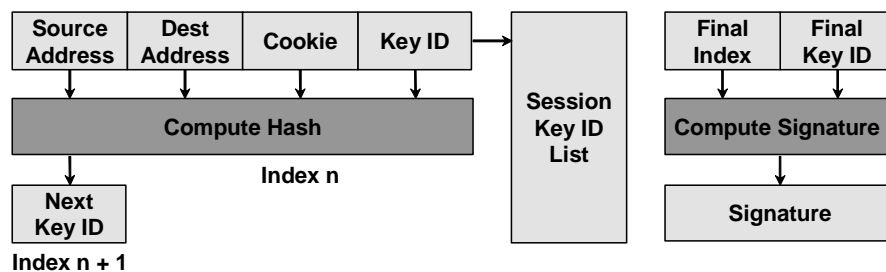 Source
Address
Dest
Address
Cookie
Key ID
Compute Hash
Index n
Next
Key ID
Index n + 1
Session
Key ID
List
Final
Index
Final
Key ID
Compute Signature
Signature